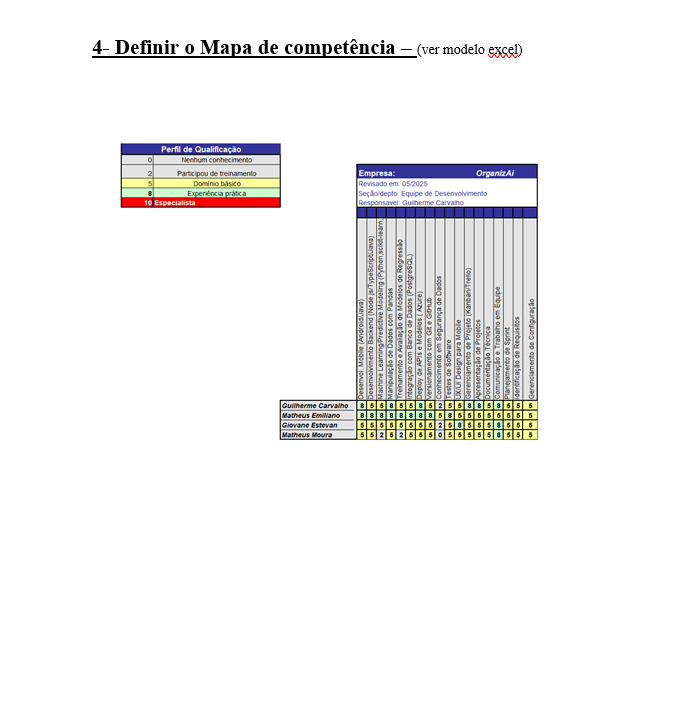 4- Definir o Mapa de competência – (ver modelo excel)
Perfil de Qualificação
0 Nenhum conhecimento
2 Participou de treinamento
5 Domínio básico
8 Experiência prática
10 Especialista
Empresa: OrganizAi
Revisado em: 05/2025
Seção/depto: Equipe de Desenvolvimento
Responsavel: Guilherme Carvalho
Desenvol. Mobile (Android/Java)
Desenvolvimento Backend (Node.js/TypeScript/Java)
Machine Learning/Predictive Modeling (Python,scikit-learn,
Manipulação de Dados com Pandas
Treinamento e Avaliação de Modelos de Regressão
Integração com Banco de Dados (PostgreSQL)
Deploy de APIs e Modelos ( Azure)
Versionamento com Git e GitHub
Conhecimento em Segurança de Dados
Testes de Software
UX/UI Design para Mobile
Gerenciamento de Projeto (Kanban/Trello)
Apresentação de Projetos
Documentação Técnica
Comunicação e Trabalho em Equipe
Planejamento de Sprint
Identificação de Requisitos
Gerenciamento de Configuração
Guilherme Carvalho 8 5 5 8 5 5 8 5 2 5 5 8 8 5 8 5 5 5
Matheus Emiliano 8 8 8 8 8 8 8 8 5 8 5 5 5 5 5 5 5 5
Giovane Estevan 5 5 5 5 5 5 5 5 2 5 8 5 5 5 8 5 5 5
Matheus Moura 5 5 2 5 2 5 5 5 0 5 5 5 5 5 8 5 5 5